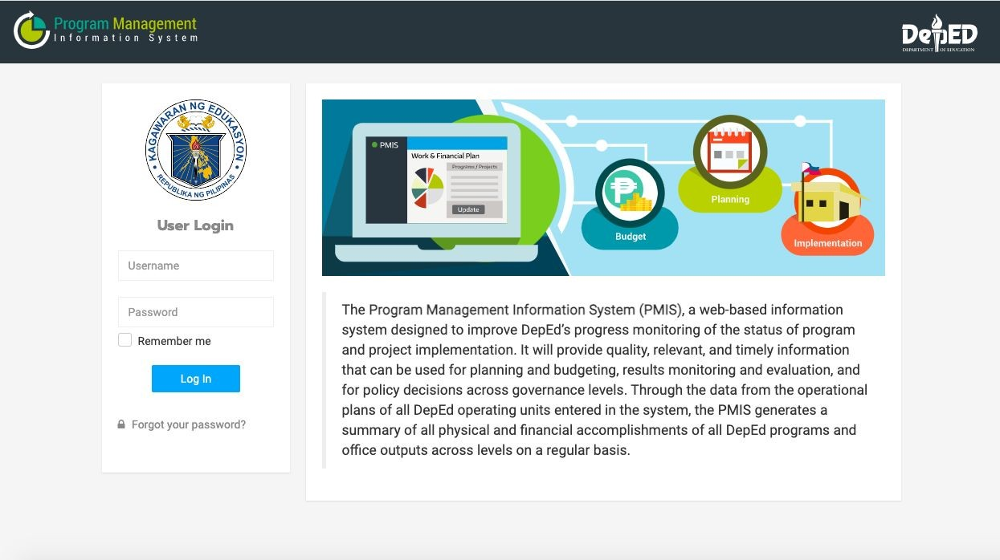 Program Management
Information System
DepED
DEPARTMENT OF EDUCATION
KAGAWARAN NG EDUKASYON
REPUBLIKA NG PILIPINAS
User Login
Username
Password
Remember me
Log In
Forgot your password?
PMIS
Work & Financial Plan
Programs / Projects
Update
Budget
Planning
Implementation
The Program Management Information System (PMIS), a web-based information
system designed to improve DepEd’s progress monitoring of the status of program
and project implementation. It will provide quality, relevant, and timely information
that can be used for planning and budgeting, results monitoring and evaluation, and
for policy decisions across governance levels. Through the data from the operational
plans of all DepEd operating units entered in the system, the PMIS generates a
summary of all physical and financial accomplishments of all DepEd programs and
office outputs across levels on a regular basis.